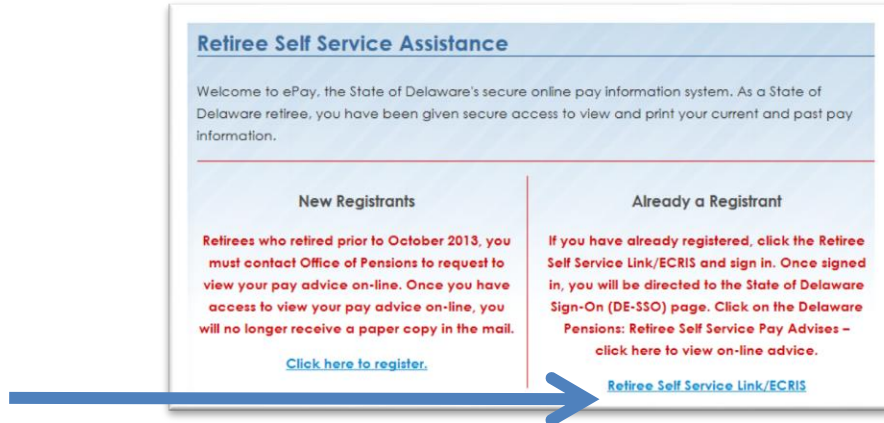 Retiree Self Service Assistance
Welcome to ePay, the State of Delaware's secure online pay information system. As a State of
Delaware retiree, you have been given secure access to view and print your current and past pay
information.
New Registrants
Retirees who retired prior to October 2013, you
must contact Office of Pensions to request to
view your pay advice on-line. Once you have
access to view your pay advice on-line, you
will no longer receive a paper copy in the mail.
Click here to register.
Already a Registrant
If you have already registered, click the Retiree
Self Service Link/ECRIS and sign in. Once signed
in, you will be directed to the State of Delaware
Sign-On (DE-SSO) page. Click on the Delaware
Pensions: Retiree Self Service Pay Advises –
click here to view on-line advice.
Retiree Self Service Link/ECRIS